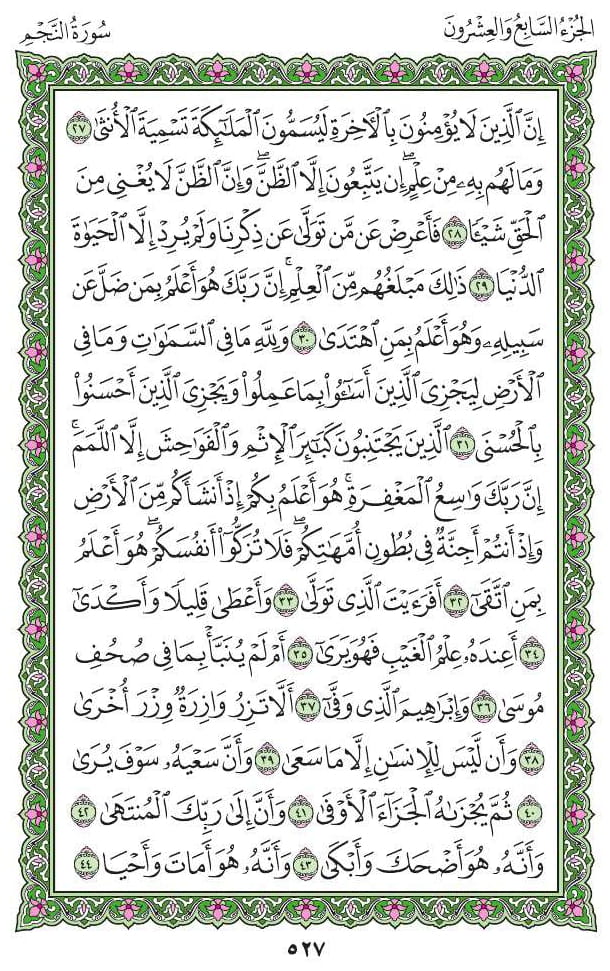 الجُزْءُ السَّابِعُ وَالعِشْرُونَ
سُورَةُ النَّجْمِ
إِنَّ ٱلَّذِينَ لَا يُؤْمِنُونَ بِٱلْأَخِرَةِ لَيُسَمُّونَ ٱلْمَلَٰٓئِكَةَ تَسْمِيَةَ ٱلْأُنثَىٰ ٢٧
وَمَا لَهُم بِهِۦ مِنْ عِلْمٍ ۖ إِن يَتَّبِعُونَ إِلَّا ٱلظَّنَّ ۖ وَإِنَّ ٱلظَّنَّ لَا يُغْنِى مِنَ
ٱلْحَقِّ شَيْـًٔا ٢٨ فَأَعْرِضْ عَن مَّن تَوَلَّىٰ عَن ذِكْرِنَا وَلَمْ يُرِدْ إِلَّا ٱلْحَيَوٰةَ
ٱلدُّنْيَا ٢٩ ذَٰلِكَ مَبْلَغُهُم مِّنَ ٱلْعِلْمِ ۚ إِنَّ رَبَّكَ هُوَ أَعْلَمُ بِمَن ضَلَّ عَن
سَبِيلِهِۦ وَهُوَ أَعْلَمُ بِمَنِ ٱهْتَدَىٰ ٣٠ وَلِلَّهِ مَا فِى ٱلسَّمَٰوَٰتِ وَمَا فِى
ٱلْأَرْضِ لِيَجْزِىَ ٱلَّذِينَ أَسَٰٓـُٔوا۟ بِمَا عَمِلُوا۟ وَيَجْزِىَ ٱلَّذِينَ أَحْسَنُوا۟
بِٱلْحُسْنَى ٣١ ٱلَّذِينَ يَجْتَنِبُونَ كَبَٰٓئِرَ ٱلْإِثْمِ وَٱلْفَوَٰحِشَ إِلَّا ٱللَّمَمَ ۚ
إِنَّ رَبَّكَ وَٰسِعُ ٱلْمَغْفِرَةِ ۚ هُوَ أَعْلَمُ بِكُمْ إِذْ أَنشَأَكُم مِّنَ ٱلْأَرْضِ
وَإِذْ أَنتُمْ أَجِنَّةٌ فِى بُطُونِ أُمَّهَٰتِكُمْ ۖ فَلَا تُزَكُّوٓا۟ أَنفُسَكُمْ ۖ هُوَ أَعْلَمُ
بِمَنِ ٱتَّقَىٰٓ ٣٢ أَفَرَءَيْتَ ٱلَّذِى تَوَلَّىٰ ٣٣ وَأَعْطَىٰ قَلِيلًا وَأَكْدَىٰٓ
٣٤ أَعِندَهُۥ عِلْمُ ٱلْغَيْبِ فَهُوَ يَرَىٰٓ ٣٥ أَمْ لَمْ يُنَبَّأْ بِمَا فِى صُحُفِ
مُوسَىٰ ٣٦ وَإِبْرَٰهِيمَ ٱلَّذِى وَفَّىٰٓ ٣٧ أَلَّا تَزِرُ وَازِرَةٌ وِزْرَ أُخْرَىٰ
٣٨ وَأَن لَّيْسَ لِلْإِنسَٰنِ إِلَّا مَا سَعَىٰ ٣٩ وَأَنَّ سَعْيَهُۥ سَوْفَ يُرَىٰ
٤٠ ثُمَّ يُجْزَىٰهُ ٱلْجَزَآءَ ٱلْأَوْفَىٰ ٤١ وَأَنَّ إِلَىٰ رَبِّكَ ٱلْمُنتَهَىٰ ٤٢
وَأَنَّهُۥ هُوَ أَضْحَكَ وَأَبْكَىٰ ٤٣ وَأَنَّهُۥ هُوَ أَمَاتَ وَأَحْيَا ٤٤
٥٢٧